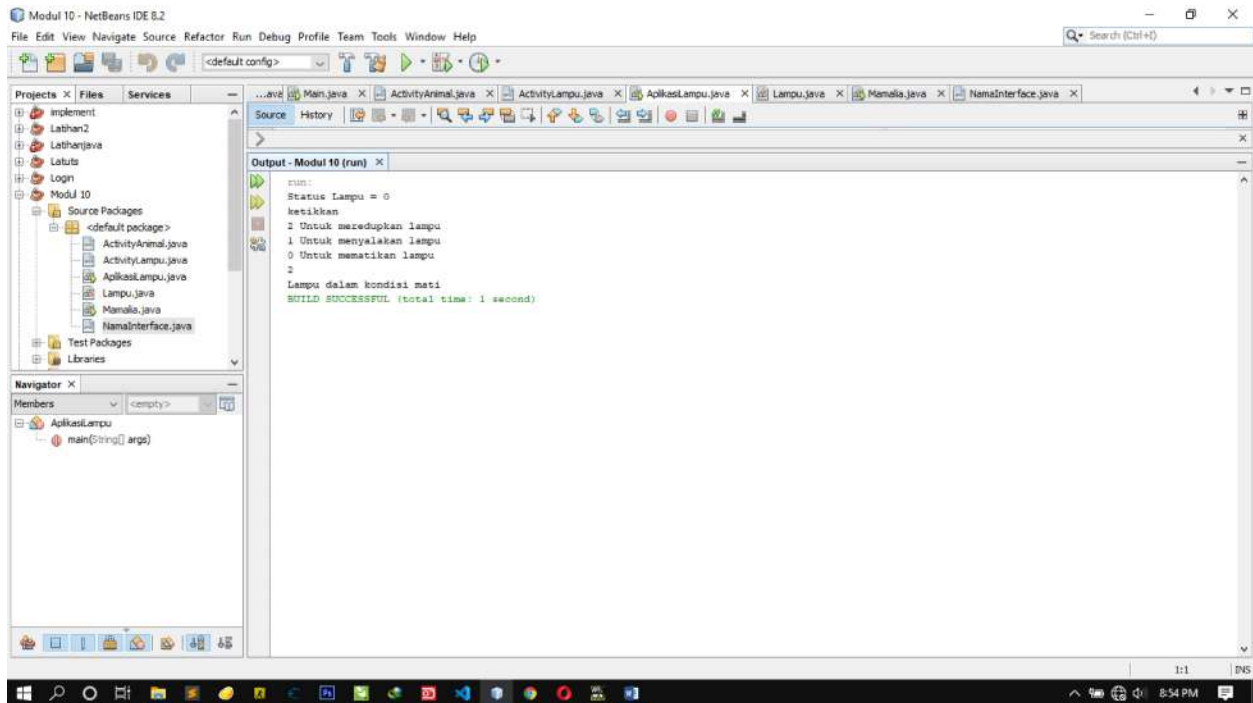 Modul 10 - NetBeans IDE 8.2
File Edit View Navigate Source Refactor Run Debug Profile Team Tools Window Help
Search (Ctrl+I)
<default config>
Projects Files Services
...ava Main.java ActivityAnimal.java ActivityLampu.java AplikasiLampu.java Lampu.java Mamalia.java NamaInterface.java
Source History
implement
Latihan2
Latihanjava
Latuts
Login
Modul 10
Source Packages
<default package>
ActivityAnimal.java
ActivityLampu.java
AplikasiLampu.java
Lampu.java
Mamalia.java
NamaInterface.java
Test Packages
Libraries
Output - Modul 10 (run)
run:
Status Lampu = 0
ketikkan
2 Untuk meredupkan lampu
1 Untuk menyalakan lampu
0 Untuk mematikan lampu
2
Lampu dalam kondisi mati
BUILD SUCCESSFUL (total time: 1 second)
Navigator
Members <empty>
AplikasiLampu
main(String[] args)
1:1 INS
8:54 PM